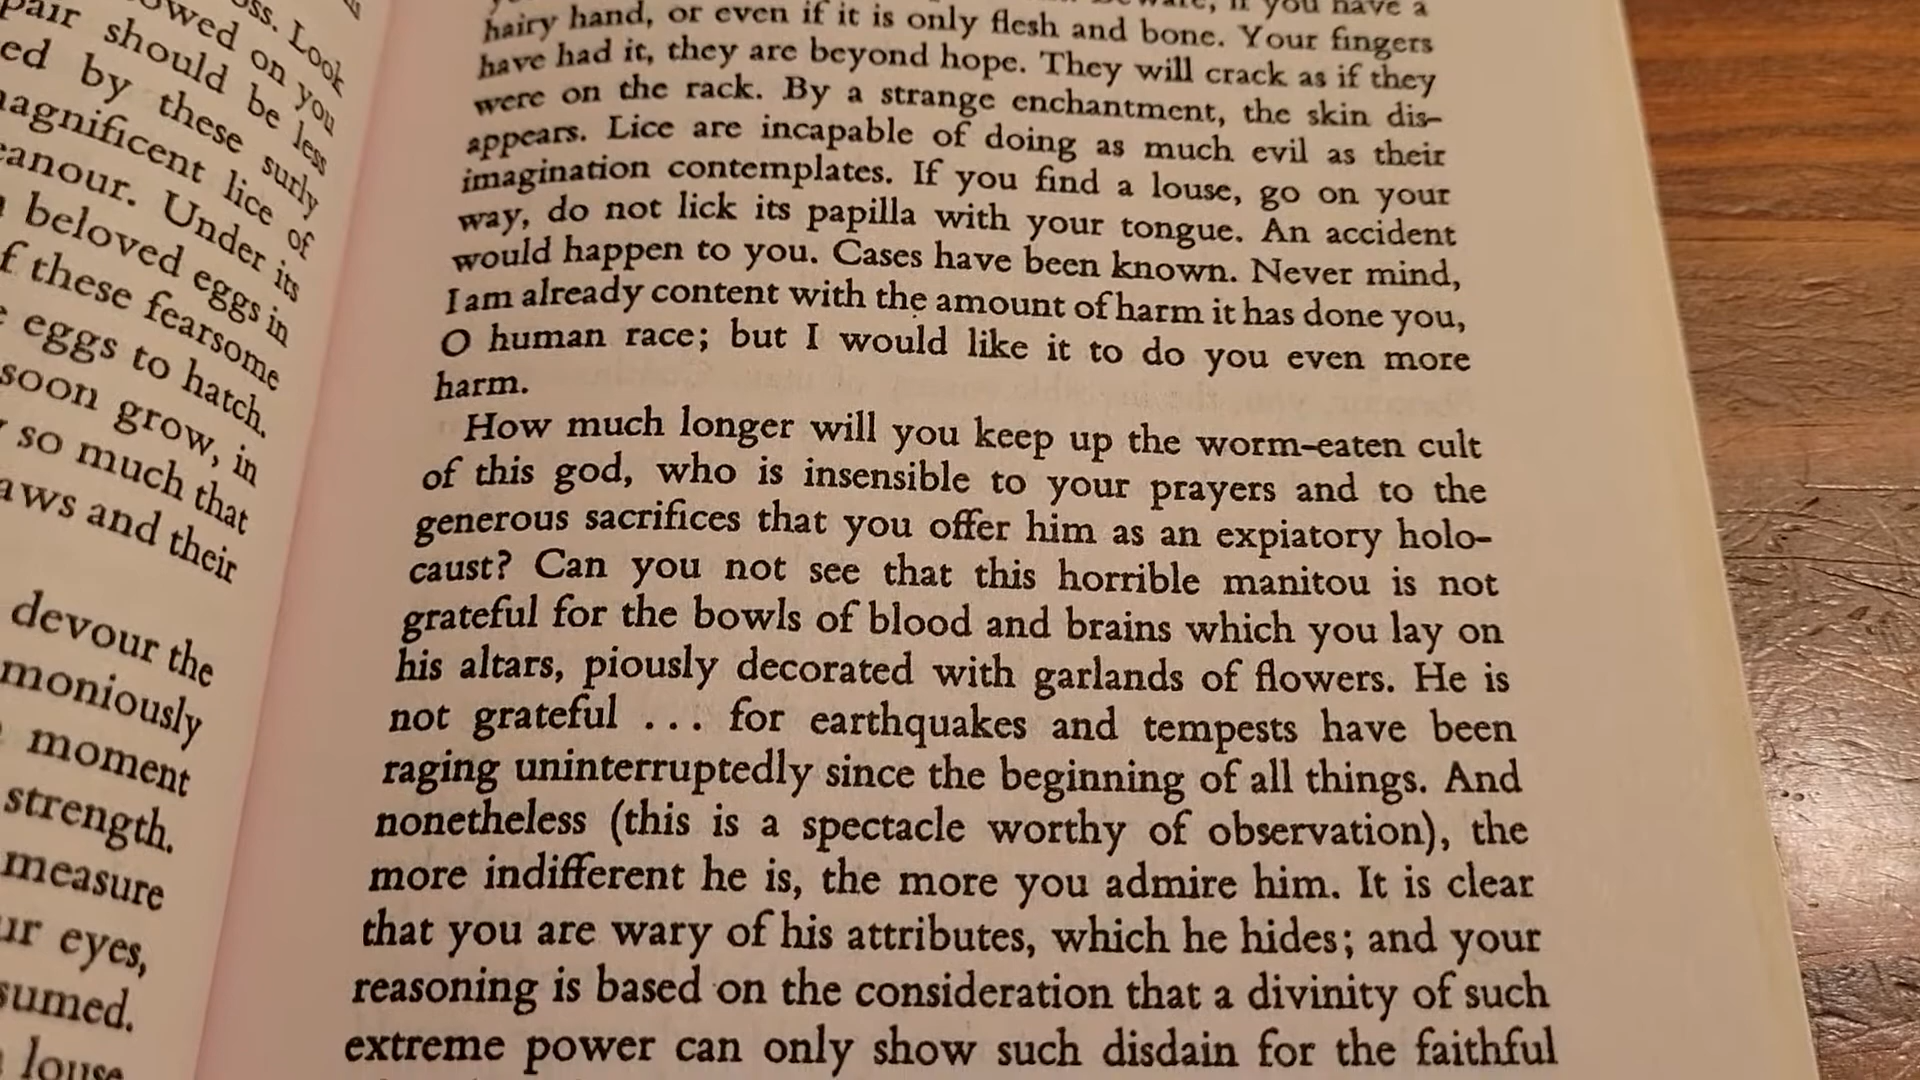 oss. Look
owed on you
pair should be less
ed by these surly
magnificent lice of
eanour. Under its
beloved eggs in
f these fearsome
eggs to hatch.
soon grow, in
so much that
aws and their
devour the
moniously
moment
strength.
measure
ur eyes,
sumed.
louse
you have a
hairy hand, or even if it is only flesh and bone. Your fingers
have had it, they are beyond hope. They will crack as if they
were on the rack. By a strange enchantment, the skin dis-
appears. Lice are incapable of doing as much evil as their
imagination contemplates. If you find a louse, go on your
way, do not lick its papilla with your tongue. An accident
would happen to you. Cases have been known. Never mind,
I am already content with the amount of harm it has done you,
O human race; but I would like it to do you even more
harm.
How much longer will you keep up the worm-eaten cult
of this god, who is insensible to your prayers and to the
generous sacrifices that you offer him as an expiatory holo-
caust? Can you not see that this horrible manitou is not
grateful for the bowls of blood and brains which you lay on
his altars, piously decorated with garlands of flowers. He is
not grateful ... for earthquakes and tempests have been
raging uninterruptedly since the beginning of all things. And
nonetheless (this is a spectacle worthy of observation), the
more indifferent he is, the more you admire him. It is clear
that you are wary of his attributes, which he hides; and your
reasoning is based on the consideration that a divinity of such
extreme power can only show such disdain for the faithful